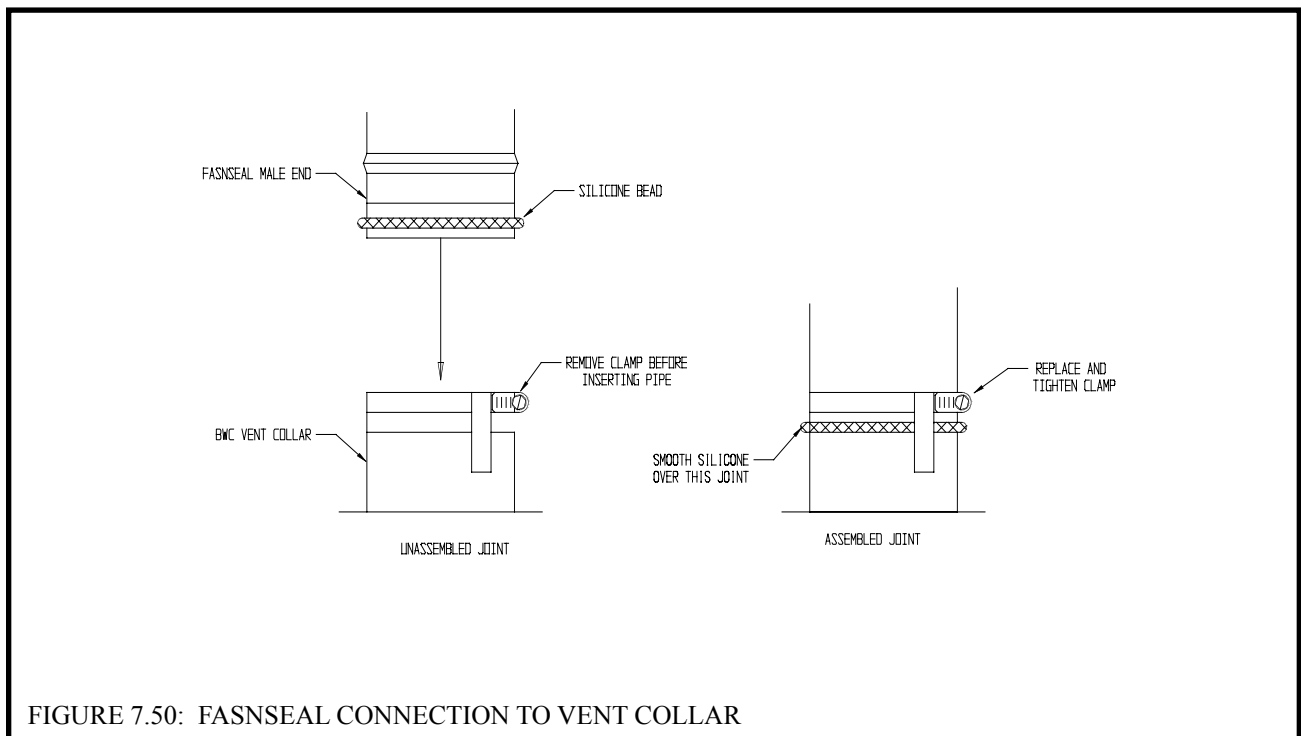 FASNSEAL MALE END
SILICONE BEAD
REMOVE CLAMP BEFORE
INSERTING PIPE
BWC VENT COLLAR
UNASSEMBLED JOINT
REPLACE AND
TIGHTEN CLAMP
SMOOTH SILICONE
OVER THIS JOINT
ASSEMBLED JOINT
FIGURE 7.50: FASNSEAL CONNECTION TO VENT COLLAR